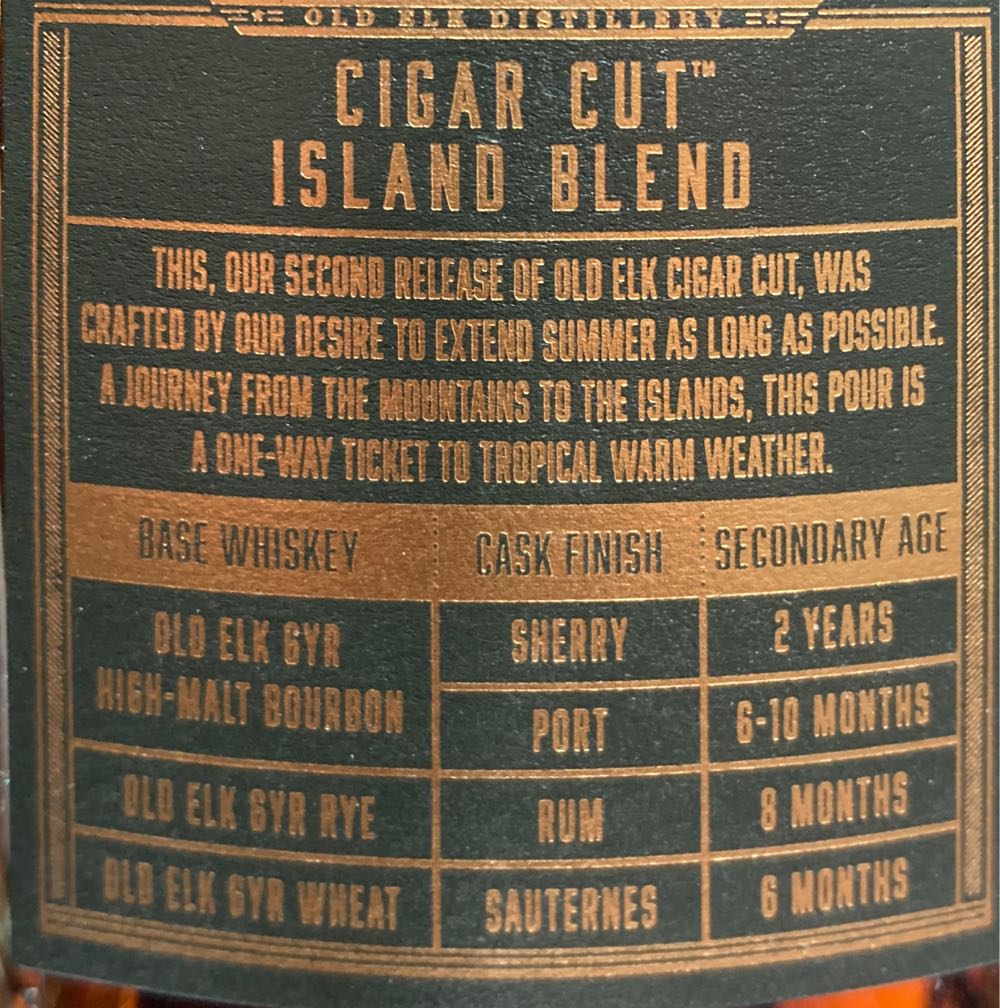 OLD ELK DISTILLERY
CIGAR CUT™
ISLAND BLEND
THIS, OUR SECOND RELEASE OF OLD ELK CIGAR CUT, WAS
CRAFTED BY OUR DESIRE TO EXTEND SUMMER AS LONG AS POSSIBLE.
A JOURNEY FROM THE MOUNTAINS TO THE ISLANDS, THIS POUR IS
A ONE-WAY TICKET TO TROPICAL WARM WEATHER.
BASE WHISKEY CASK FINISH SECONDARY AGE
OLD ELK 6YR
HIGH-MALT BOURBON
SHERRY 2 YEARS
PORT 6-10 MONTHS
OLD ELK 6YR RYE RUM 8 MONTHS
OLD ELK 6YR WHEAT SAUTERNES 6 MONTHS